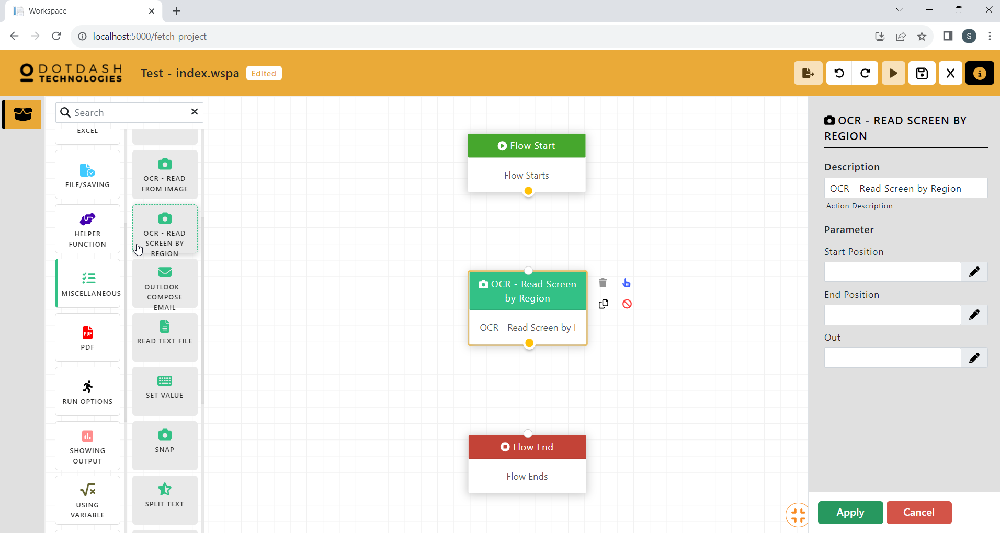 Workspace
localhost:5000/fetch-project
S
DOTDASH
TECHNOLOGIES
Test - index.wspa
Edited
Search
EXCEL
FILE/SAVING
HELPER
FUNCTION
MISCELLANEOUS
PDF
PDF
RUN OPTIONS
SHOWING
OUTPUT
USING
VARIABLE
OCR - READ
FROM IMAGE
OCR - READ
SCREEN BY
REGION
OUTLOOK -
COMPOSE
EMAIL
READ TEXT FILE
SET VALUE
SNAP
SPLIT TEXT
Flow Start
Flow Starts
OCR - Read Screen
by Region
OCR - Read Screen by
Flow End
Flow Ends
OCR - READ SCREEN BY
REGION
Description
OCR - Read Screen by Region
Action Description
Parameter
Start Position
End Position
Out
Apply
Cancel